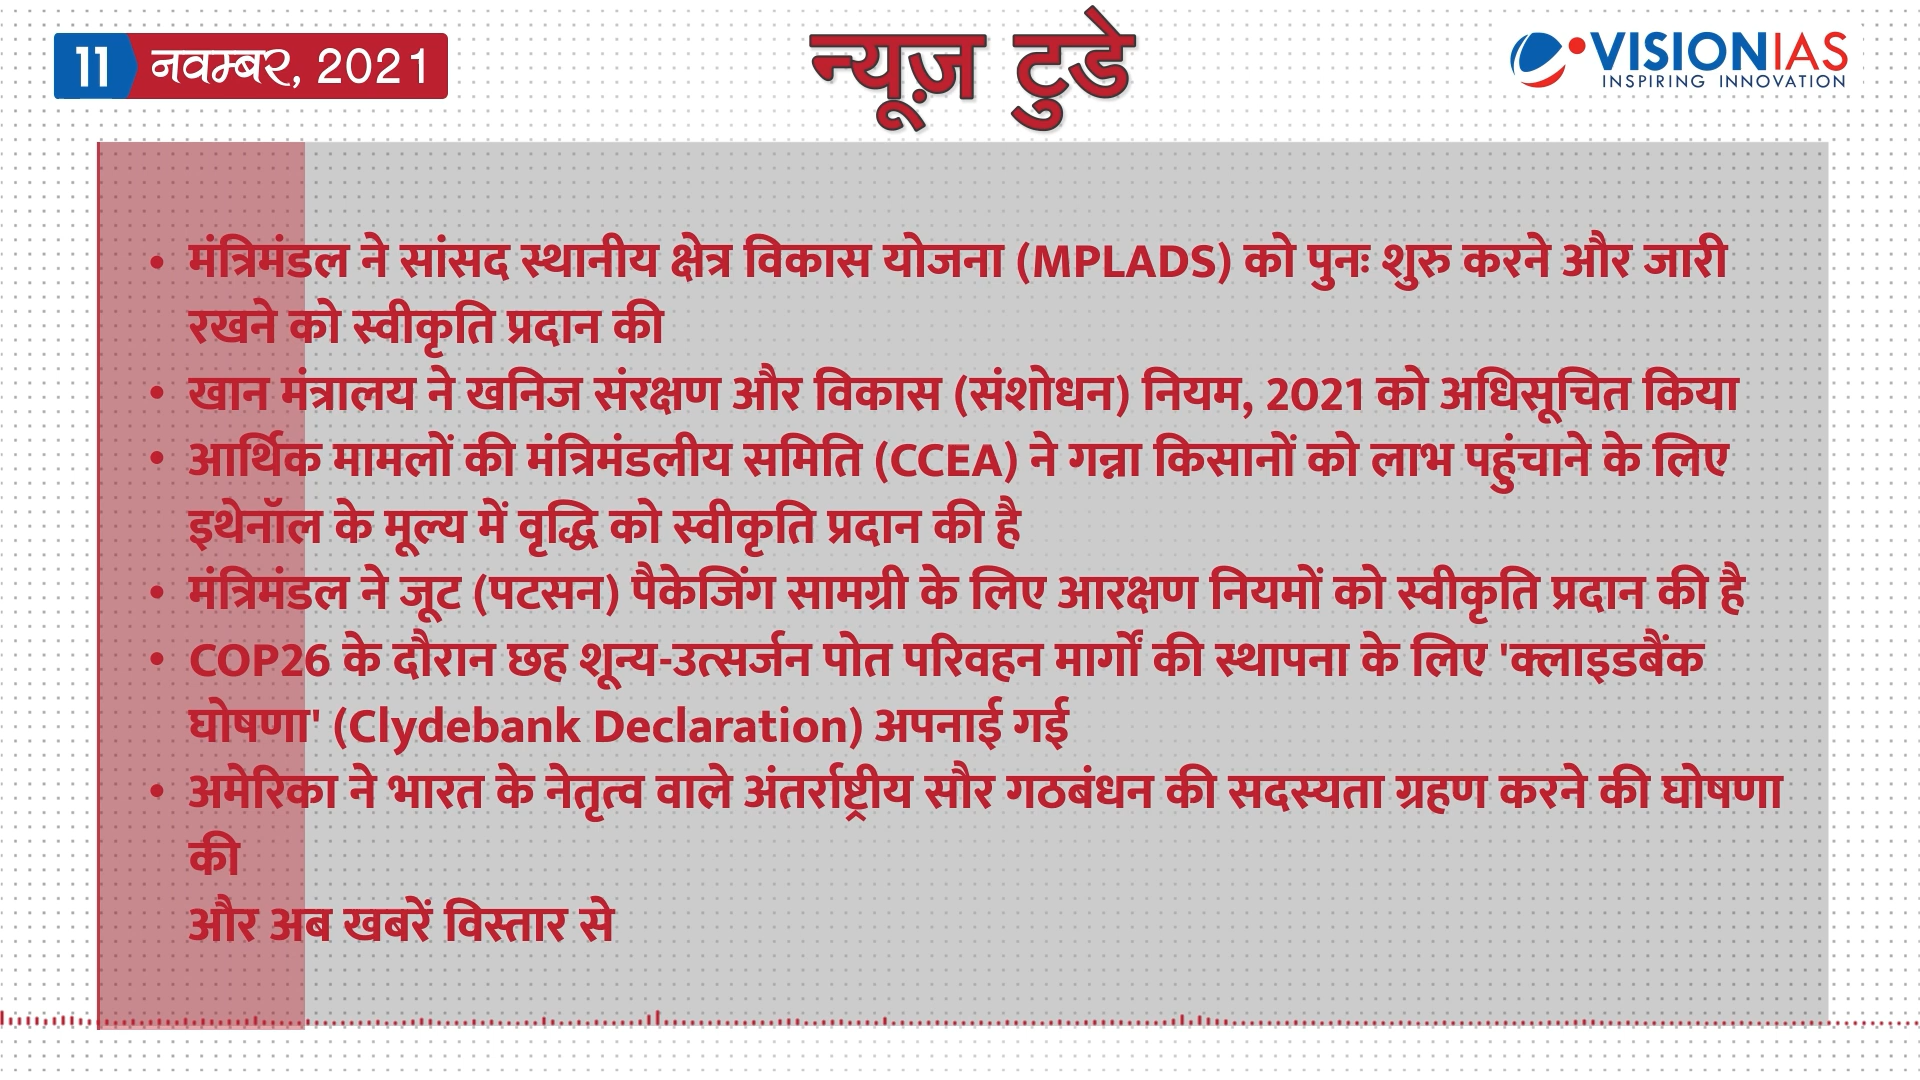 11 नवम्बर, 2021
न्यूज़ टुडे
VISIONIAS
INSPIRING INNOVATION
• मंत्रिमंडल ने सांसद स्थानीय क्षेत्र विकास योजना (MPLADS) को पुनः शुरु करने और जारी
रखने को स्वीकृति प्रदान की
• खान मंत्रालय ने खनिज संरक्षण और विकास (संशोधन) नियम, 2021 को अधिसूचित किया
• आर्थिक मामलों की मंत्रिमंडलीय समिति (CCEA) ने गन्ना किसानों को लाभ पहुंचाने के लिए
इथेनॉल के मूल्य में वृद्धि को स्वीकृति प्रदान की है
• मंत्रिमंडल ने जूट (पटसन) पैकेजिंग सामग्री के लिए आरक्षण नियमों को स्वीकृति प्रदान की है
• COP26 के दौरान छह शून्य-उत्सर्जन पोत परिवहन मार्गों की स्थापना के लिए 'क्लाइडबैंक
घोषणा' (Clydebank Declaration) अपनाई गई
• अमेरिका ने भारत के नेतृत्व वाले अंतर्राष्ट्रीय सौर गठबंधन की सदस्यता ग्रहण करने की घोषणा
की
और अब खबरें विस्तार से